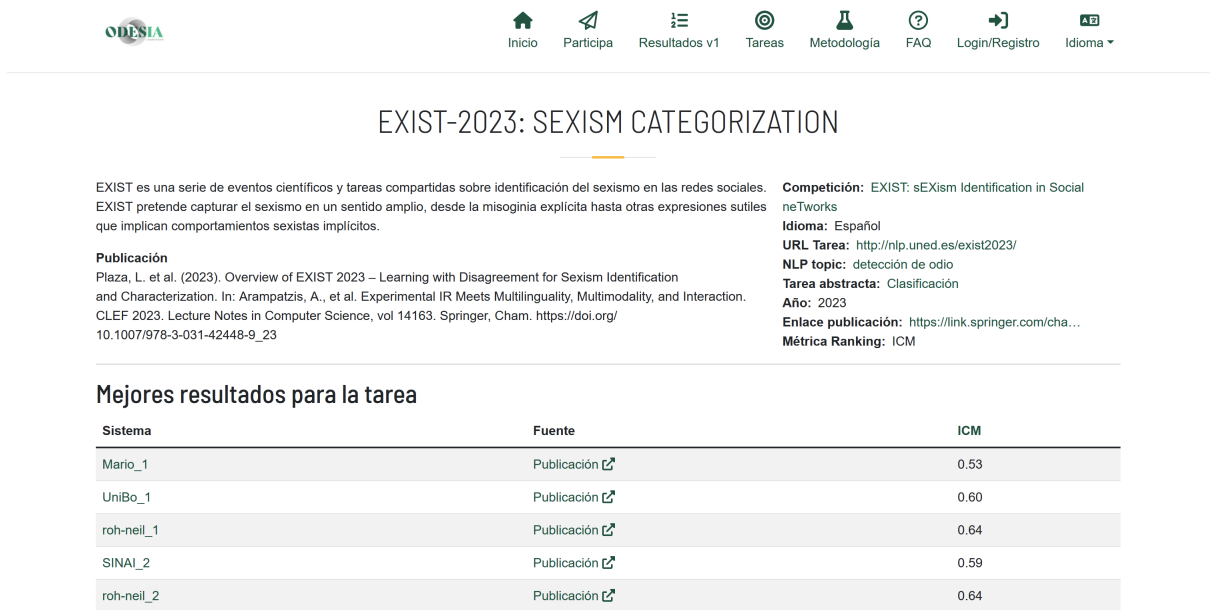 ODESIA
Inicio
Participa
Resultados v1
Tareas
Metodología
FAQ
Login/Registro
Idioma
EXIST-2023: SEXISM CATEGORIZATION
EXIST es una serie de eventos científicos y tareas compartidas sobre identificación del sexismo en las redes sociales.
EXIST pretende capturar el sexismo en un sentido amplio, desde la misoginia explícita hasta otras expresiones sutiles
que implican comportamientos sexistas implícitos.
Publicación
Plaza, L. et al. (2023). Overview of EXIST 2023 – Learning with Disagreement for Sexism Identification
and Characterization. In: Arampatzis, A., et al. Experimental IR Meets Multilinguality, Multimodality, and Interaction.
CLEF 2023. Lecture Notes in Computer Science, vol 14163. Springer, Cham. https://doi.org/
10.1007/978-3-031-42448-9_23
Competición: EXIST: sEXism Identification in Social
neTworks
Idioma: Español
URL Tarea: http://nlp.uned.es/exist2023/
NLP topic: detección de odio
Tarea abstracta: Clasificación
Año: 2023
Enlace publicación: https://link.springer.com/cha…
Métrica Ranking: ICM
Mejores resultados para la tarea
Sistema Fuente ICM
Mario_1 Publicación 0.53
UniBo_1 Publicación 0.60
roh-neil_1 Publicación 0.64
SINAI_2 Publicación 0.59
roh-neil_2 Publicación 0.64